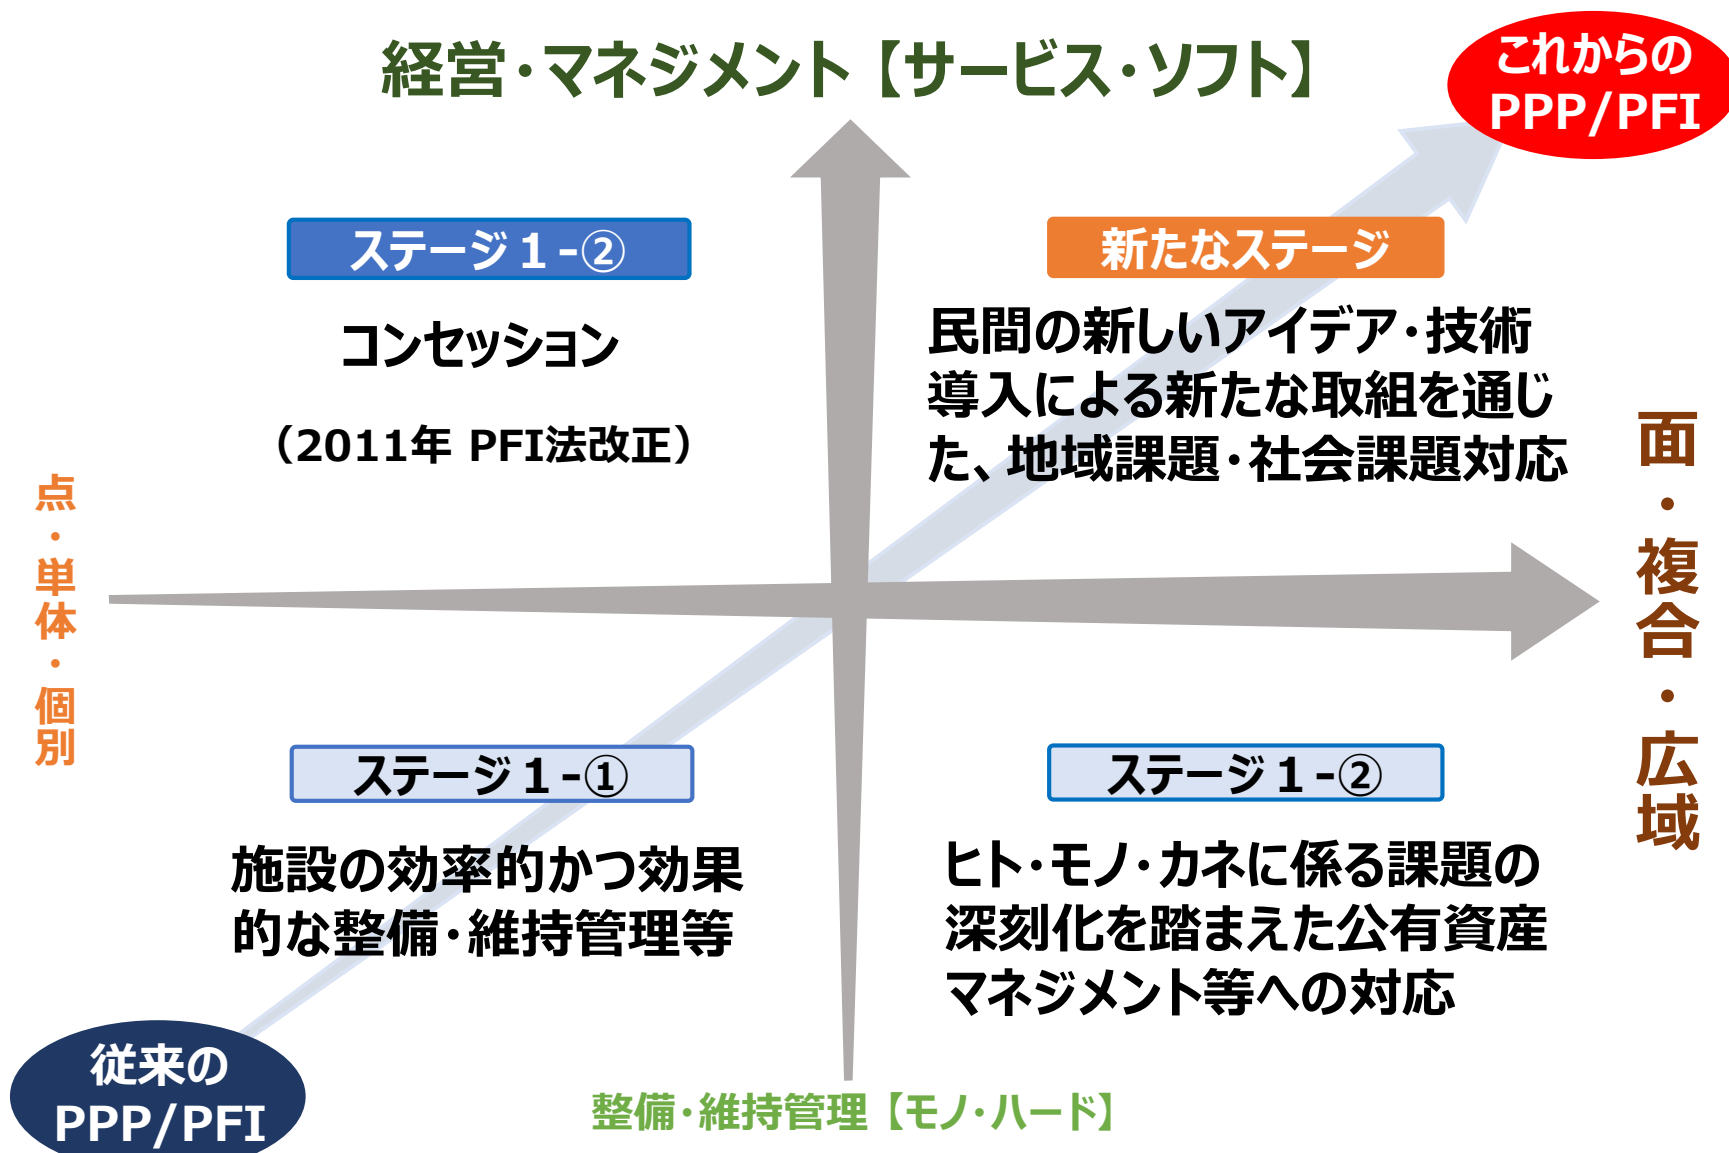 経営・マネジメント【サービス・ソフト】
これからの
PPP/PFI
ステージ１-②
コンセッション
（2011年 PFI法改正）
新たなステージ
民間の新しいアイデア・技術
導入による新たな取組を通じ
た、地域課題・社会課題対応
点・単体・個別
面・複合・広域
ステージ１-①
施設の効率的かつ効果
的な整備・維持管理等
ステージ１-②
ヒト・モノ・カネに係る課題の
深刻化を踏まえた公有資産
マネジメント等への対応
従来の
PPP/PFI
整備・維持管理【モノ・ハード】